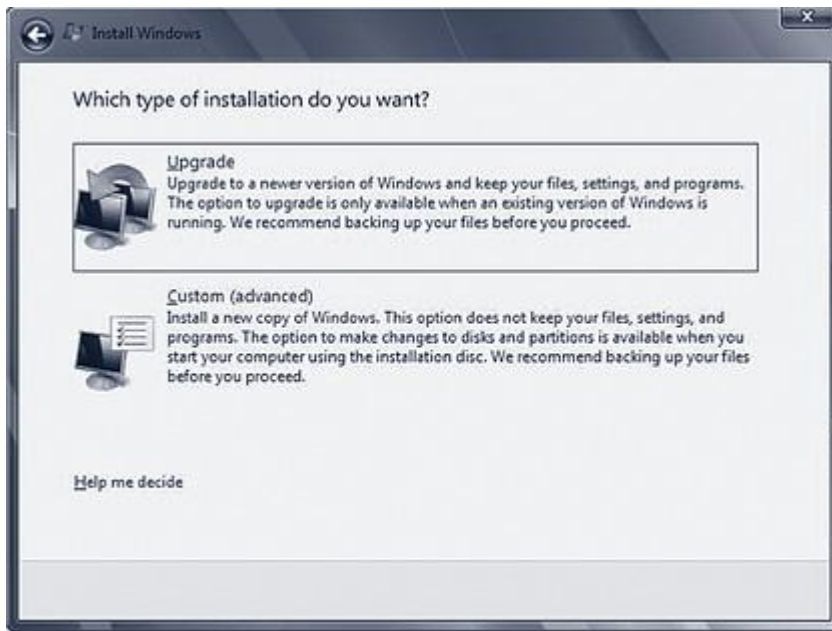 Install Windows
Which type of installation do you want?
Upgrade
Upgrade to a newer version of Windows and keep your files, settings, and programs.
The option to upgrade is only available when an existing version of Windows is
running. We recommend backing up your files before you proceed.
Custom (advanced)
Install a new copy of Windows. This option does not keep your files, settings, and
programs. The option to make changes to disks and partitions is available when you
start your computer using the installation disc. We recommend backing up your files
before you proceed.
Help me decide